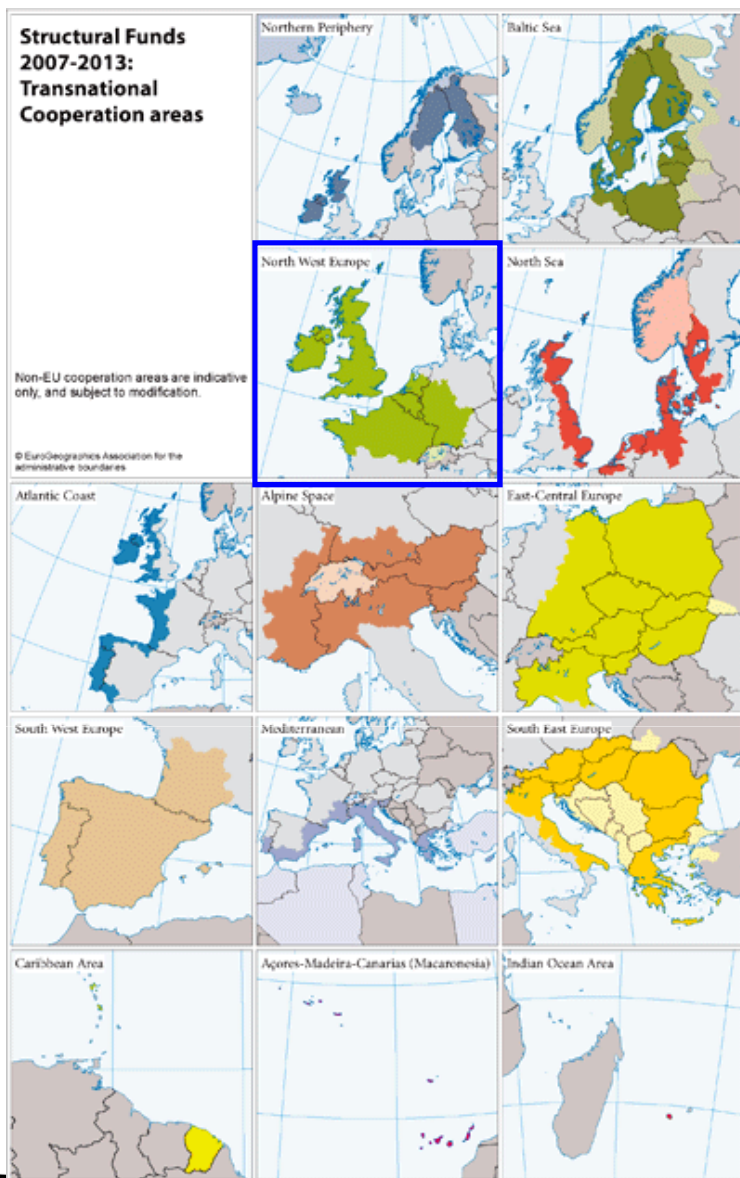 Structural Funds
2007-2013:
Transnational
Cooperation areas
Non-EU cooperation areas are indicative
only, and subject to modification.
© EuroGeographics Association for the
administrative boundaries
Northern Periphery
Baltic Sea
North West Europe
North Sea
Atlantic Coast
Alpine Space
East-Central Europe
South West Europe
Mediterranean
South East Europe
Caribbean Area
Açores-Madeira-Canarias (Macaronesia)
Indian Ocean Area